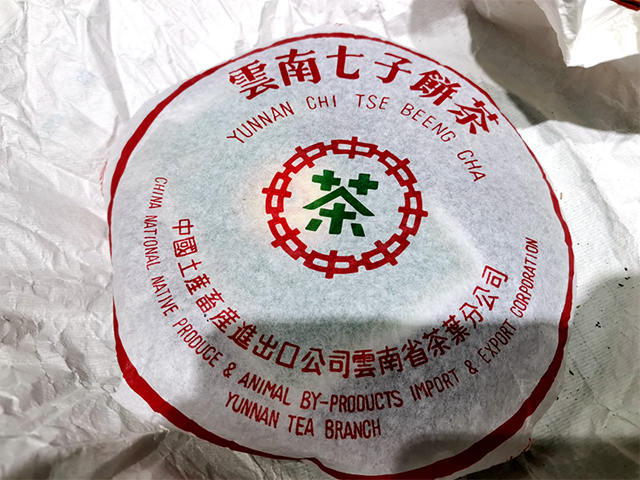 雲南七子餅茶
YUNNAN CHI TSE BEENG CHA
茶
中國土產畜產進出口公司雲南省茶葉分公司
CHINA NATIONAL NATIVE PRODUCE & ANIMAL BY-PRODUCTS IMPORT & EXPORT CORPORATION
YUNNAN TEA BRANCH